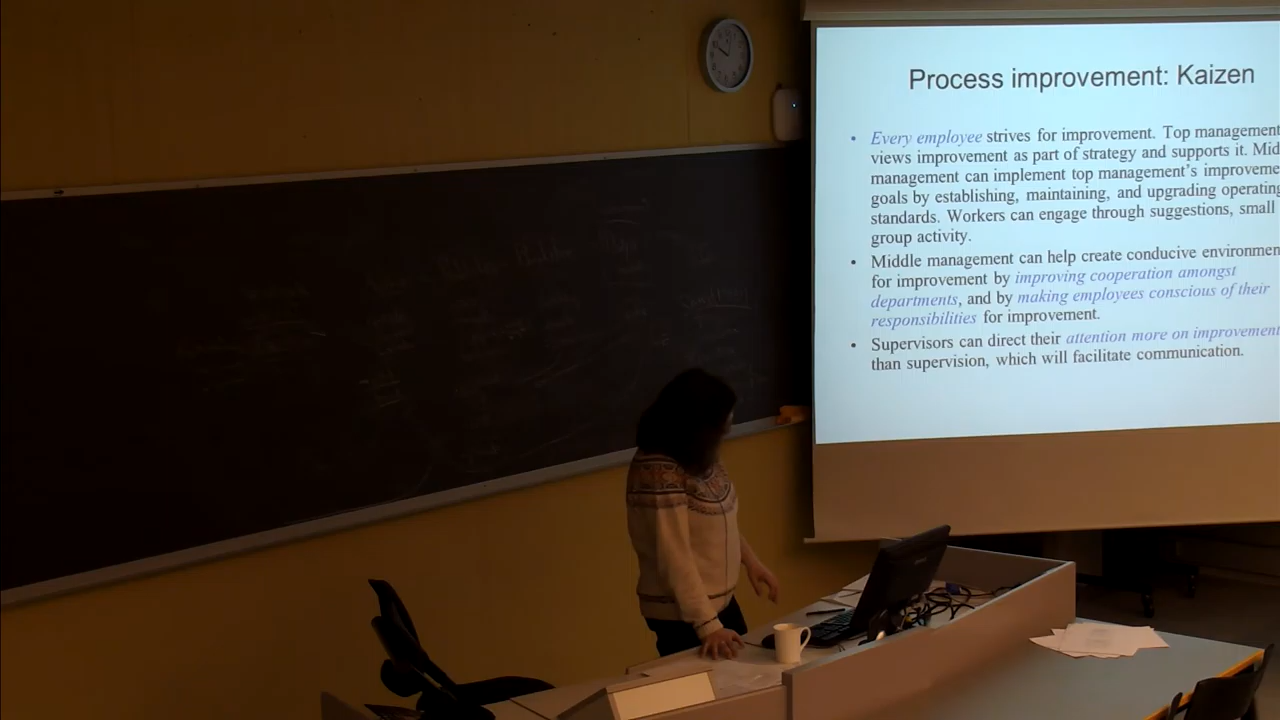 Process improvement: Kaizen
• Every employee strives for improvement. Top management
views improvement as part of strategy and supports it. Mid
management can implement top management's improveme
goals by establishing, maintaining, and upgrading operating
standards. Workers can engage through suggestions, small
group activity.
• Middle management can help create conducive environmen
for improvement by improving cooperation amongst
departments, and by making employees conscious of their
responsibilities for improvement.
• Supervisors can direct their attention more on improvement
than supervision, which will facilitate communication.